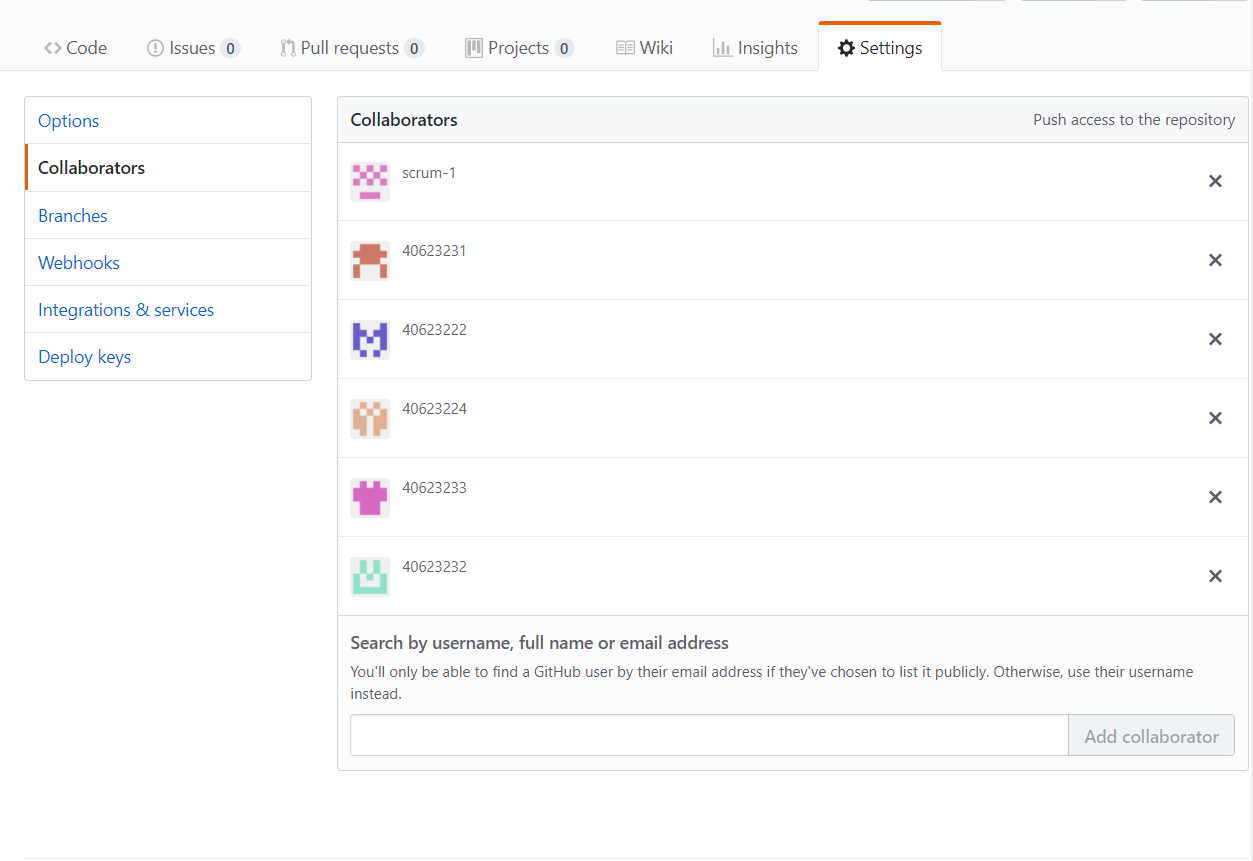 Code Issues 0 Pull requests 0 Projects 0 Wiki Insights Settings
Options
Collaborators
Branches
Webhooks
Integrations & services
Deploy keys
Collaborators Push access to the repository
scrum-1
40623231
40623222
40623224
40623233
40623232
Search by username, full name or email address
You'll only be able to find a GitHub user by their email address if they've chosen to list it publicly. Otherwise, use their username
instead.
Add collaborator